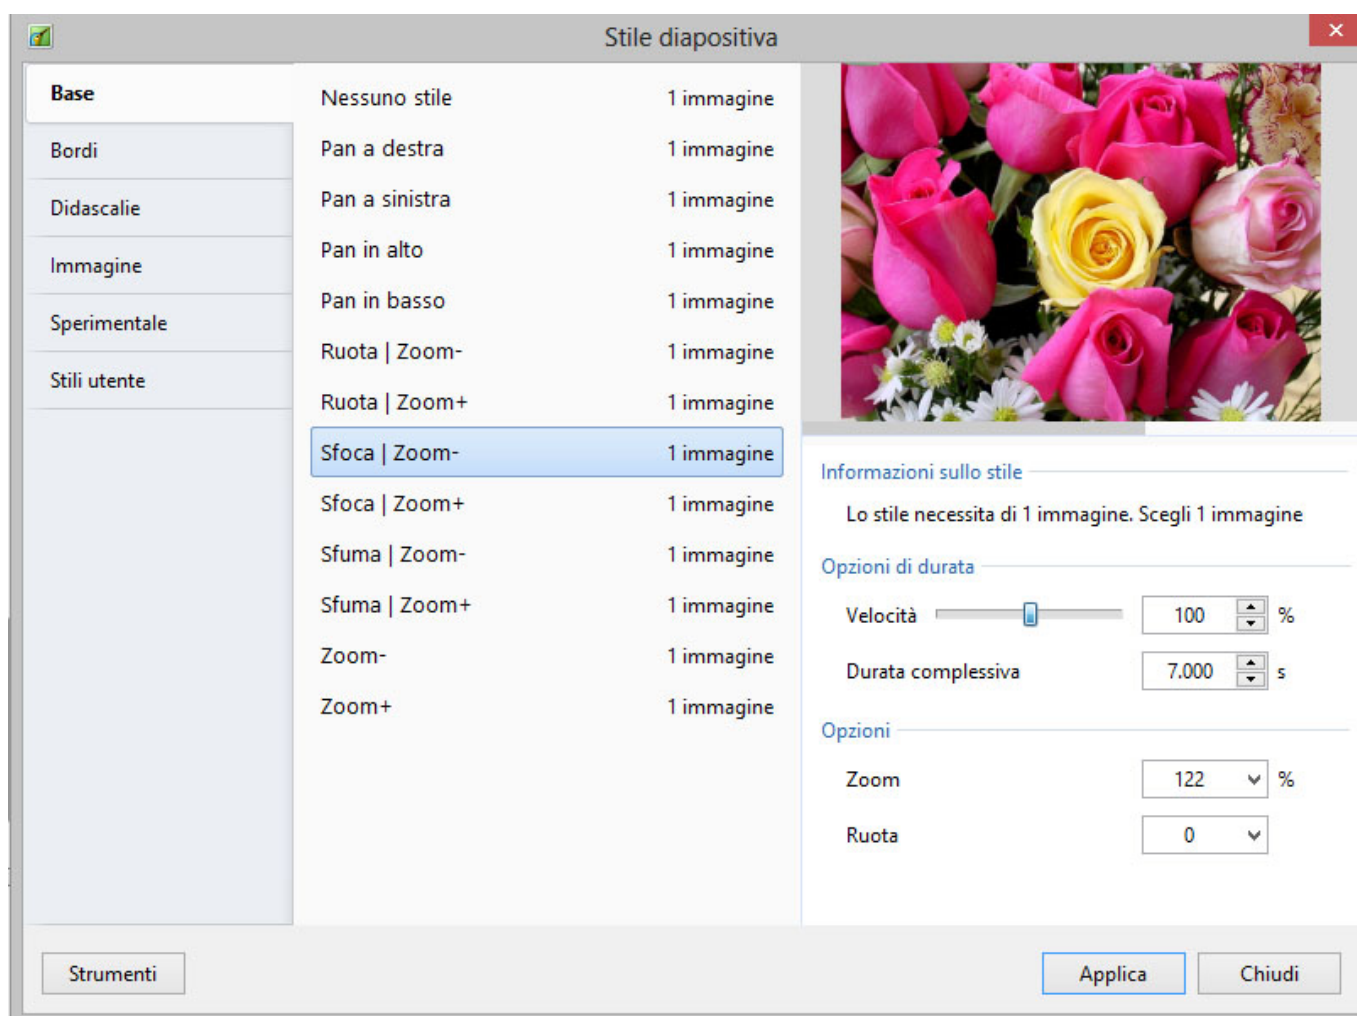 Stile diapositiva
Base
Bordi
Didascalie
Immagine
Sperimentale
Stili utente
Nessuno stile 1 immagine
Pan a destra 1 immagine
Pan a sinistra 1 immagine
Pan in alto 1 immagine
Pan in basso 1 immagine
Ruota | Zoom- 1 immagine
Ruota | Zoom+ 1 immagine
Sfoca | Zoom- 1 immagine
Sfoca | Zoom+ 1 immagine
Sfuma | Zoom- 1 immagine
Sfuma | Zoom+ 1 immagine
Zoom- 1 immagine
Zoom+ 1 immagine
Informazioni sullo stile
Lo stile necessita di 1 immagine. Scegli 1 immagine
Opzioni di durata
Velocità 100 %
Durata complessiva 7.000 s
Opzioni
Zoom 122 %
Ruota 0
Strumenti
Applica
Chiudi